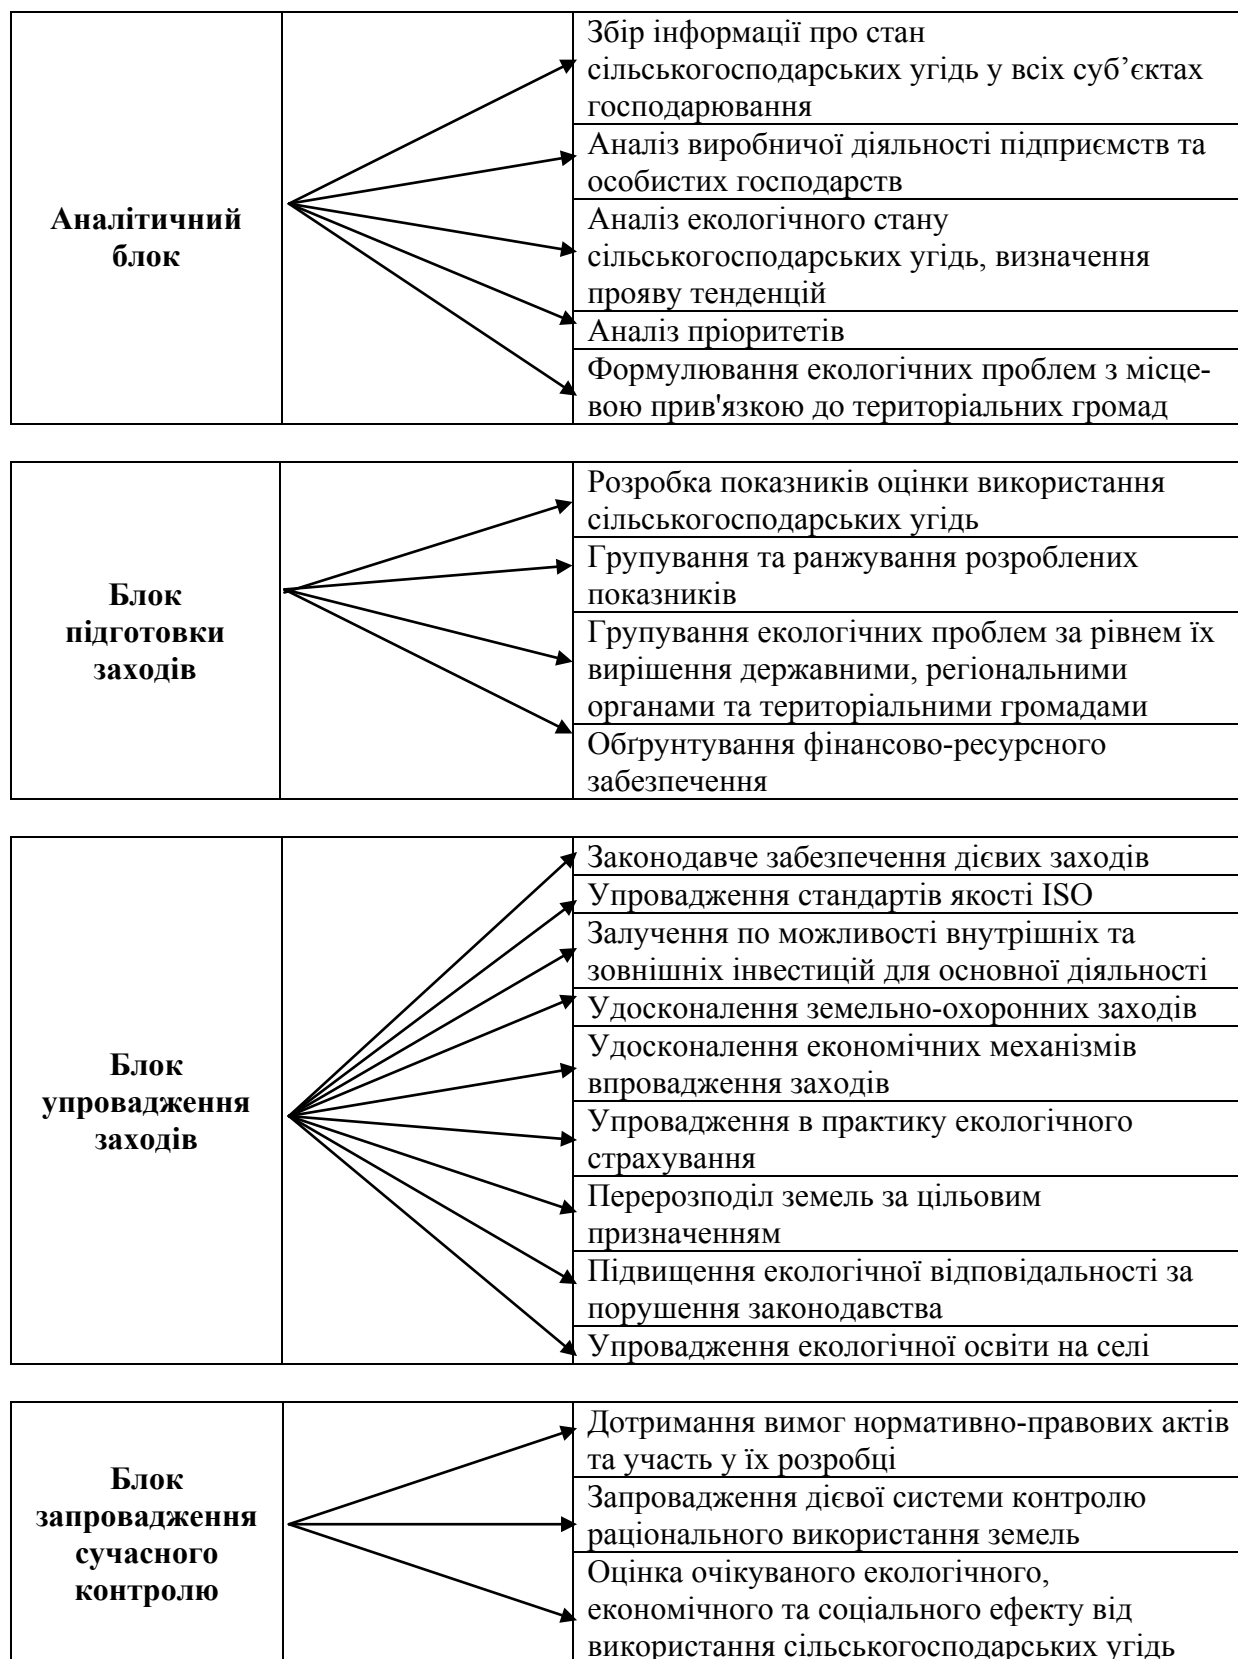 Аналітичний
блок
Збір інформації про стан
сільськогосподарських угідь у всіх суб’єктах
господарювання
Аналіз виробничої діяльності підприємств та
особистих господарств
Аналіз екологічного стану
сільськогосподарських угідь, визначення
прояву тенденцій
Аналіз пріоритетів
Формулювання екологічних проблем з місце-
вою прив'язкою до територіальних громад
Блок
підготовки
заходів
Розробка показників оцінки використання
сільськогосподарських угідь
Групування та ранжування розроблених
показників
Групування екологічних проблем за рівнем їх
вирішення державними, регіональними
органами та територіальними громадами
Обґрунтування фінансово-ресурсного
забезпечення
Блок
упровадження
заходів
Законодавче забезпечення дієвих заходів
Упровадження стандартів якості ISO
Залучення по можливості внутрішніх та
зовнішніх інвестицій для основної діяльності
Удосконалення земельно-охоронних заходів
Удосконалення економічних механізмів
впровадження заходів
Упровадження в практику екологічного
страхування
Перерозподіл земель за цільовим
призначенням
Підвищення екологічної відповідальності за
порушення законодавства
Упровадження екологічної освіти на селі
Блок
запровадження
сучасного
контролю
Дотримання вимог нормативно-правових актів
та участь у їх розробці
Запровадження дієвої системи контролю
раціонального використання земель
Оцінка очікуваного екологічного,
економічного та соціального ефекту від
використання сільськогосподарських угідь